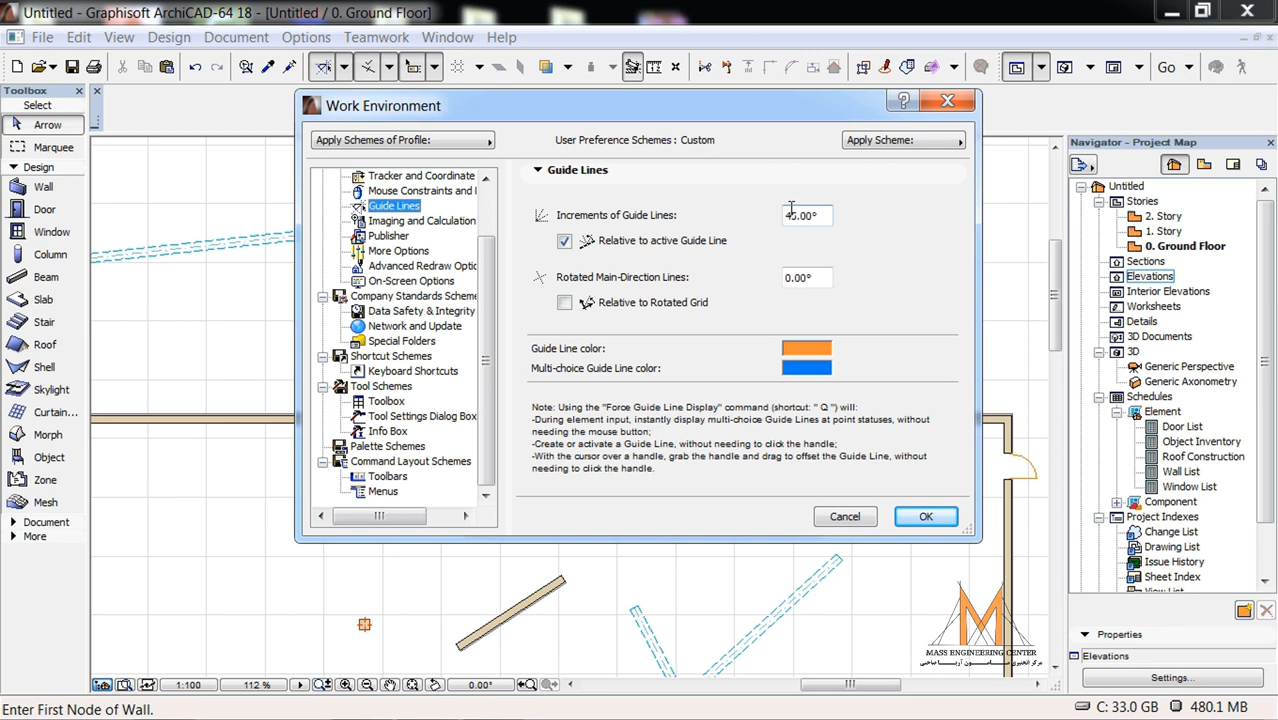 Untitled - Graphisoft ArchiCAD-64 18 - [Untitled / 0. Ground Floor]
File Edit View Design Document Options Teamwork Window Help
Go
Toolbox
Select
Arrow
Marquee
Design
Wall
Door
Window
Column
Beam
Slab
Stair
Roof
Shell
Skylight
Curtain...
Morph
Object
Zone
Mesh
Document
More
Work Environment
Apply Schemes of Profile:
User Preference Schemes : Custom
Apply Scheme:
Tracker and Coordinate
Mouse Constraints and
Guide Lines
Imaging and Calculation
Publisher
More Options
Advanced Redraw Optic
On-Screen Options
Company Standards Scheme
Data Safety & Integrity
Network and Update
Special Folders
Shortcut Schemes
Keyboard Shortcuts
Tool Schemes
Toolbox
Tool Settings Dialog Box
Info Box
Palette Schemes
Command Layout Schemes
Toolbars
Menus
Guide Lines
Increments of Guide Lines: 45.00°
Relative to active Guide Line
Rotated Main-Direction Lines: 0.00°
Relative to Rotated Grid
Guide Line color:
Multi-choice Guide Line color:
Note: Using the "Force Guide Line Display" command (shortcut: " Q ") will:
-During element input, instantly display multi-choice Guide Lines at point statuses, without
needing the mouse button;
-Create or activate a Guide Line, without needing to click the handle;
-With the cursor over a handle, grab the handle and drag to offset the Guide Line, without
needing to click the handle.
Cancel OK
Navigator - Project Map
Untitled
Stories
2. Story
1. Story
0. Ground Floor
Sections
Elevations
Interior Elevations
Worksheets
Details
3D Documents
3D
Generic Perspective
Generic Axonometry
Schedules
Element
Door List
Object Inventory
Roof Construction
Wall List
Window List
Component
Project Indexes
Change List
Drawing List
Issue History
Sheet Index
Properties
Elevations
Settings...
MASS ENGINEERING CENTER
1:100 112 % 0.00°
Enter First Node of Wall.
C: 33.0 GB 480.1 MB